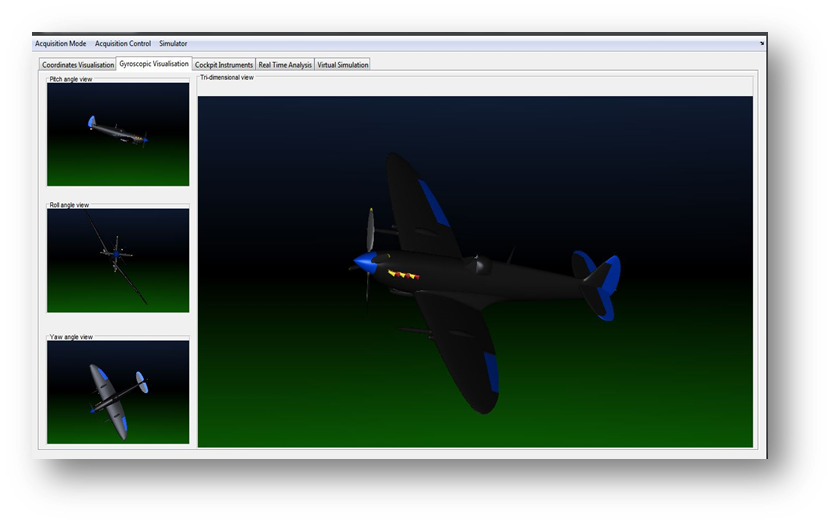 Acquisition Mode Acquisition Control Simulator
Coordinates Visualisation Gyroscopic Visualisation Cockpit Instruments Real Time Analysis Virtual Simulation
Pitch angle view
Tri-dimensional view
Roll angle view
Yaw angle view